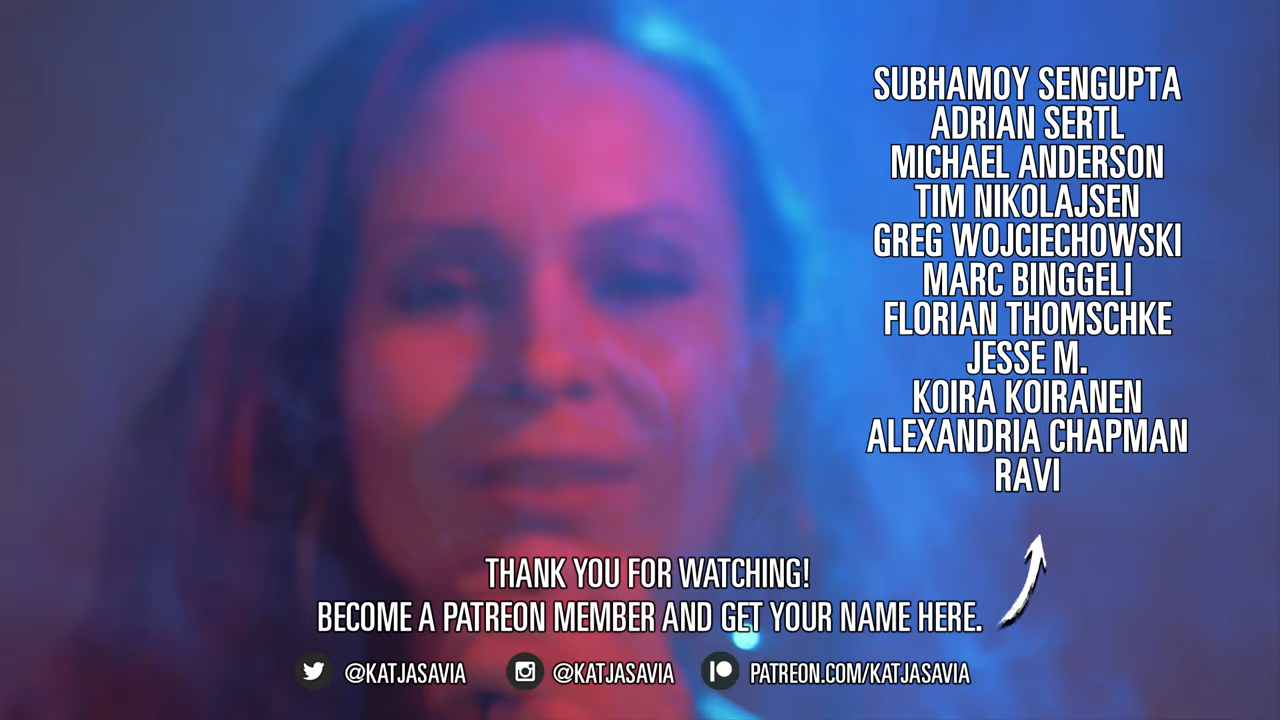 SUBHAMOY SENGUPTA
ADRIAN SERTL
MICHAEL ANDERSON
TIM NIKOLAJSEN
GREG WOJCIECHOWSKI
MARC BINGGELI
FLORIAN THOMSCHKE
JESSE M.
KOIRA KOIRANEN
ALEXANDRIA CHAPMAN
RAVI
THANK YOU FOR WATCHING!
BECOME A PATREON MEMBER AND GET YOUR NAME HERE.
@KATJASAVIA @KATJASAVIA PATREON.COM/KATJASAVIA